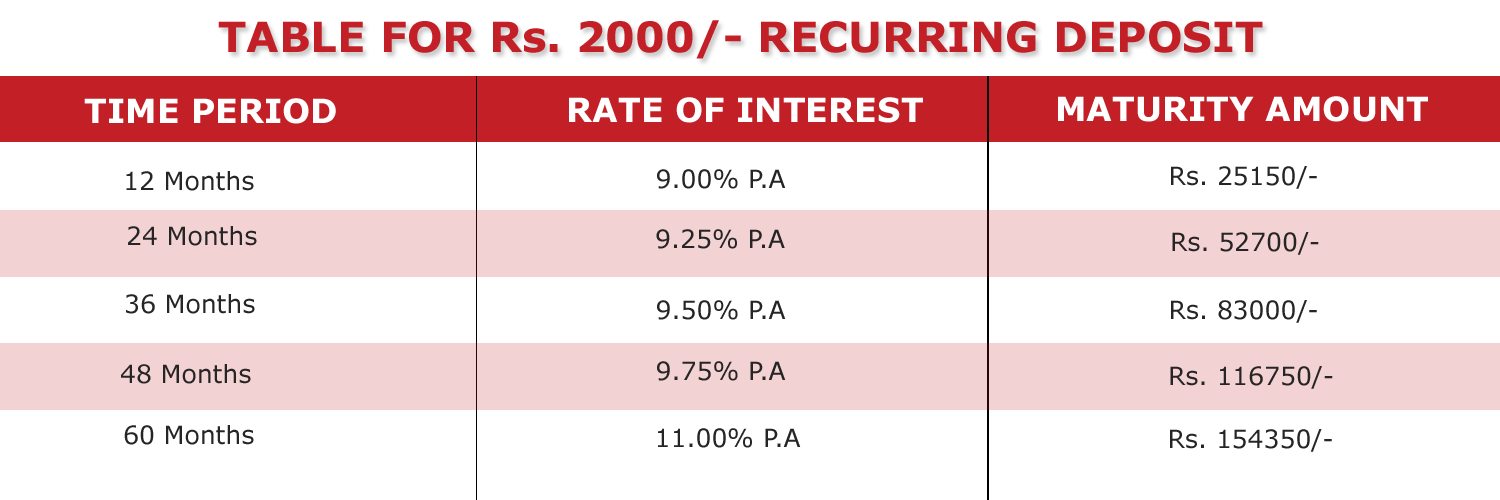 TABLE FOR Rs. 2000/- RECURRING DEPOSIT
TIME PERIOD RATE OF INTEREST MATURITY AMOUNT
12 Months 9.00% P.A Rs. 25150/-
24 Months 9.25% P.A Rs. 52700/-
36 Months 9.50% P.A Rs. 83000/-
48 Months 9.75% P.A Rs. 116750/-
60 Months 11.00% P.A Rs. 154350/-